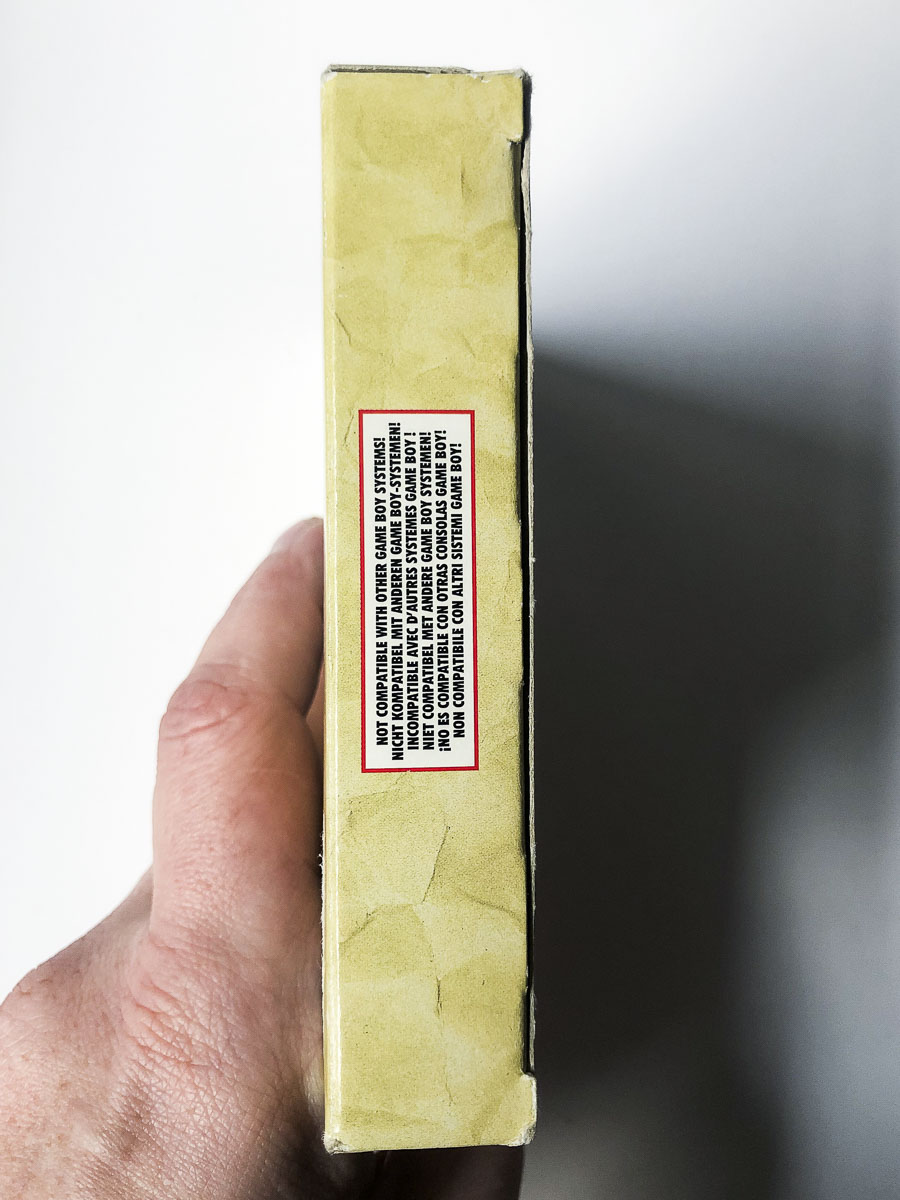 NOT COMPATIBLE WITH OTHER GAME BOY SYSTEMS!
NICHT KOMPATIBEL MIT ANDEREN GAME BOY-SYSTEMEN!
INCOMPATIBLE AVEC D'AUTRES SYSTEMES GAME BOY !
NIET COMPATIBEL MET ANDERE GAME BOY SYSTEMEN!
¡NO ES COMPATIBLE CON OTRAS CONSOLAS GAME BOY!
NON COMPATIBILE CON ALTRI SISTEMI GAME BOY!